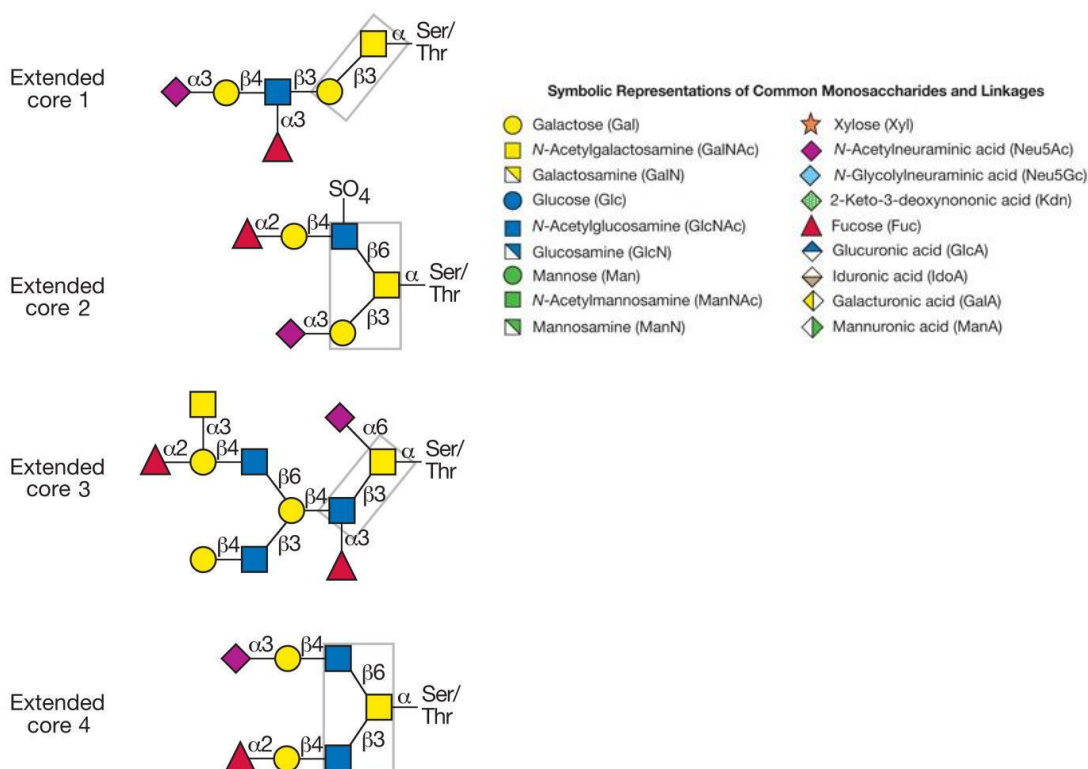 Extended
core 1
α3
β4
β3
α3
β3
α
Ser/
Thr
Extended
core 2
SO4
α2
β4
β6
α3
β3
α
Ser/
Thr
Extended
core 3
α3
α2
β4
β6
β4
β3
β4
α6
β3
α3
α
Ser/
Thr
Extended
core 4
α3
β4
β6
α2
β4
β3
α
Ser/
Thr
Symbolic Representations of Common Monosaccharides and Linkages
Galactose (Gal)
N-Acetylgalactosamine (GalNAc)
Galactosamine (GalN)
Glucose (Glc)
N-Acetylglucosamine (GlcNAc)
Glucosamine (GlcN)
Mannose (Man)
N-Acetylmannosamine (ManNAc)
Mannosamine (ManN)
Xylose (Xyl)
N-Acetylneuraminic acid (Neu5Ac)
N-Glycolylneuraminic acid (Neu5Gc)
2-Keto-3-deoxynononic acid (Kdn)
Fucose (Fuc)
Glucuronic acid (GlcA)
Iduronic acid (IdoA)
Galacturonic acid (GalA)
Mannuronic acid (ManA)